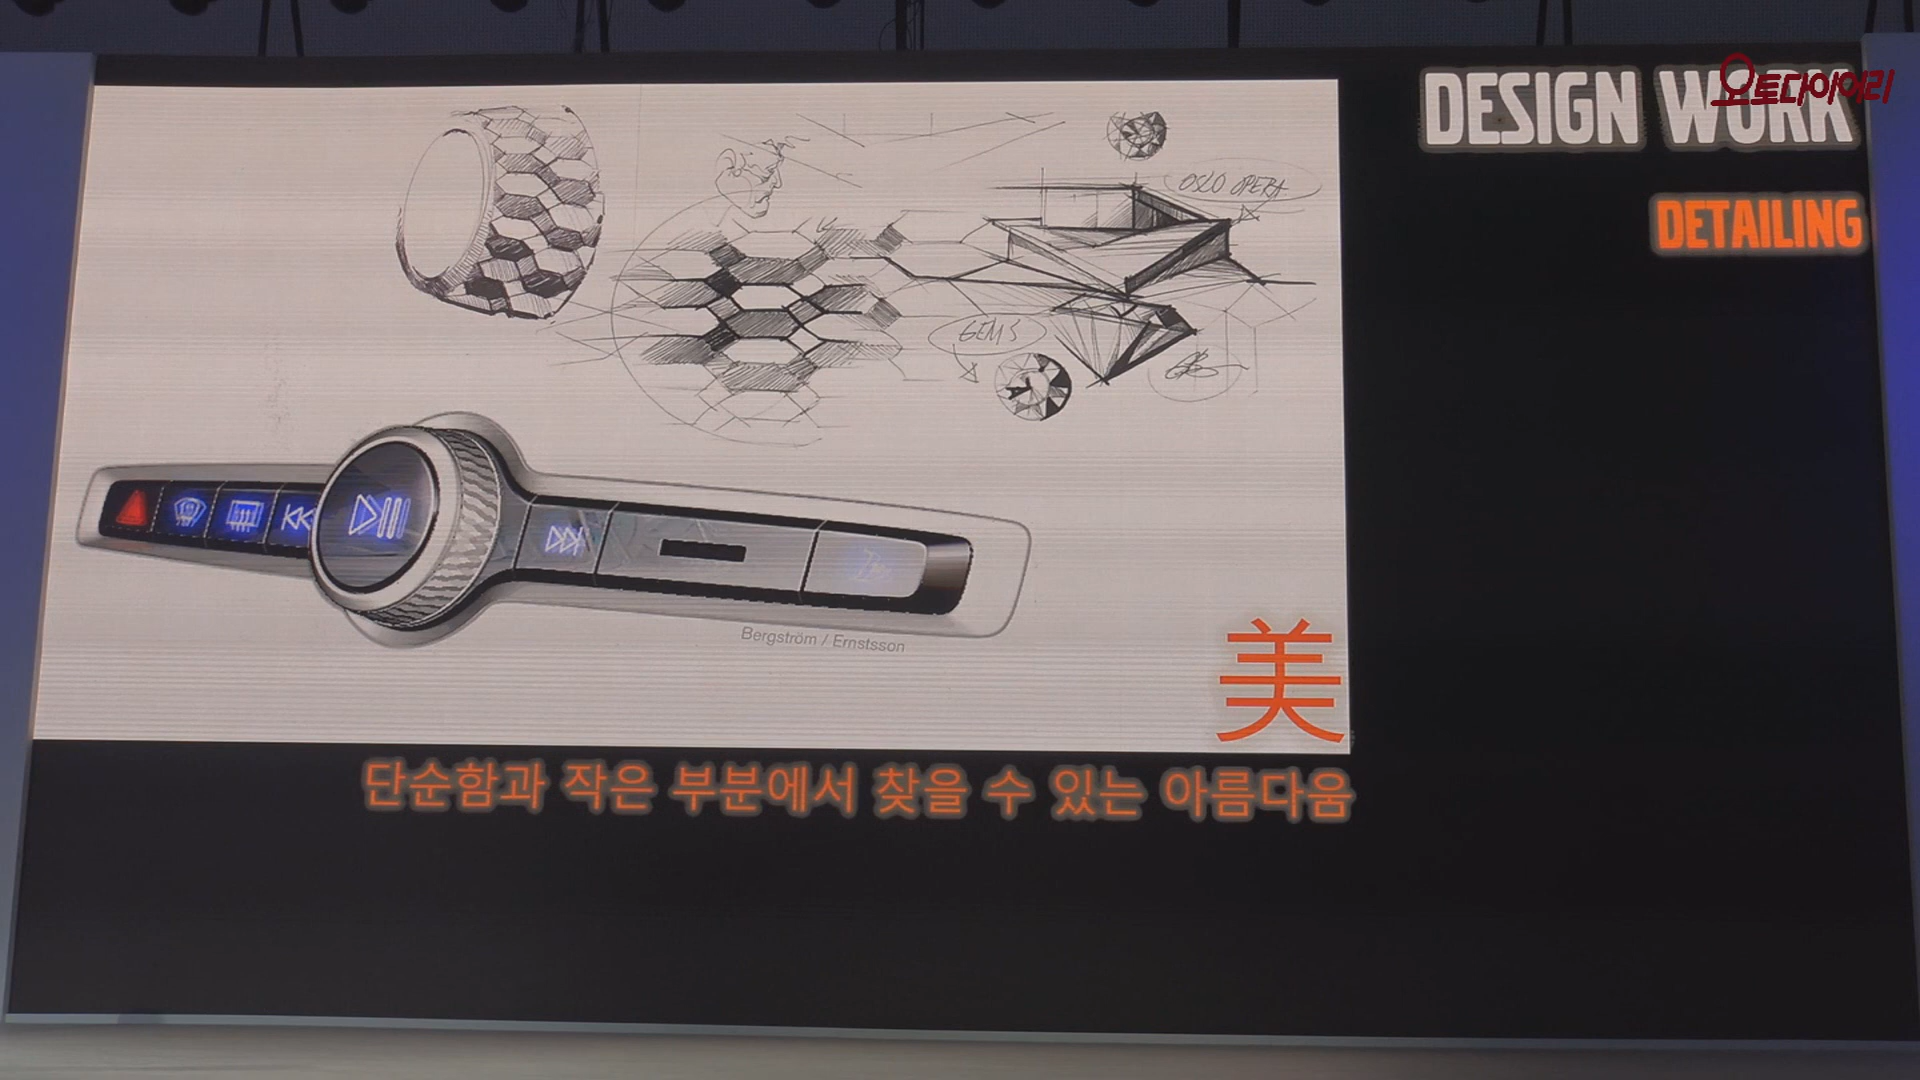 DESIGN WORK
오토다이어리
DETAILING
OSLO OPERA
GEMS
Bergström / Ernstsson
美
단순함과 작은 부분에서 찾을 수 있는 아름다움